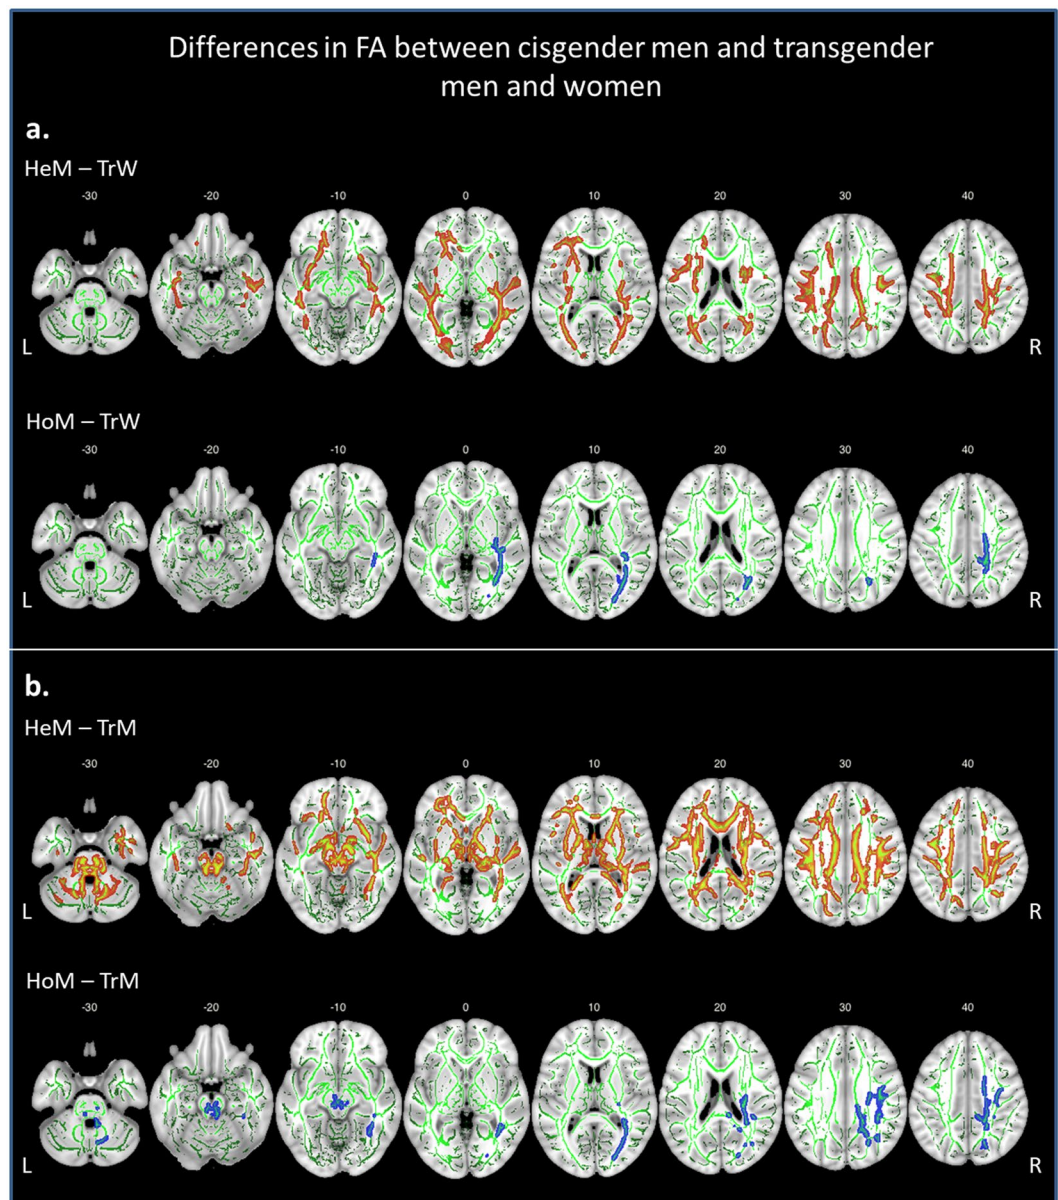 Differences in FA between cisgender men and transgender
men and women
a.
HeM – TrW
-30 -20 -10 0 10 20 30 40
L R
HoM – TrW
-30 -20 -10 0 10 20 30 40
L R
b.
HeM – TrM
-30 -20 -10 0 10 20 30 40
L R
HoM – TrM
-30 -20 -10 0 10 20 30 40
L R